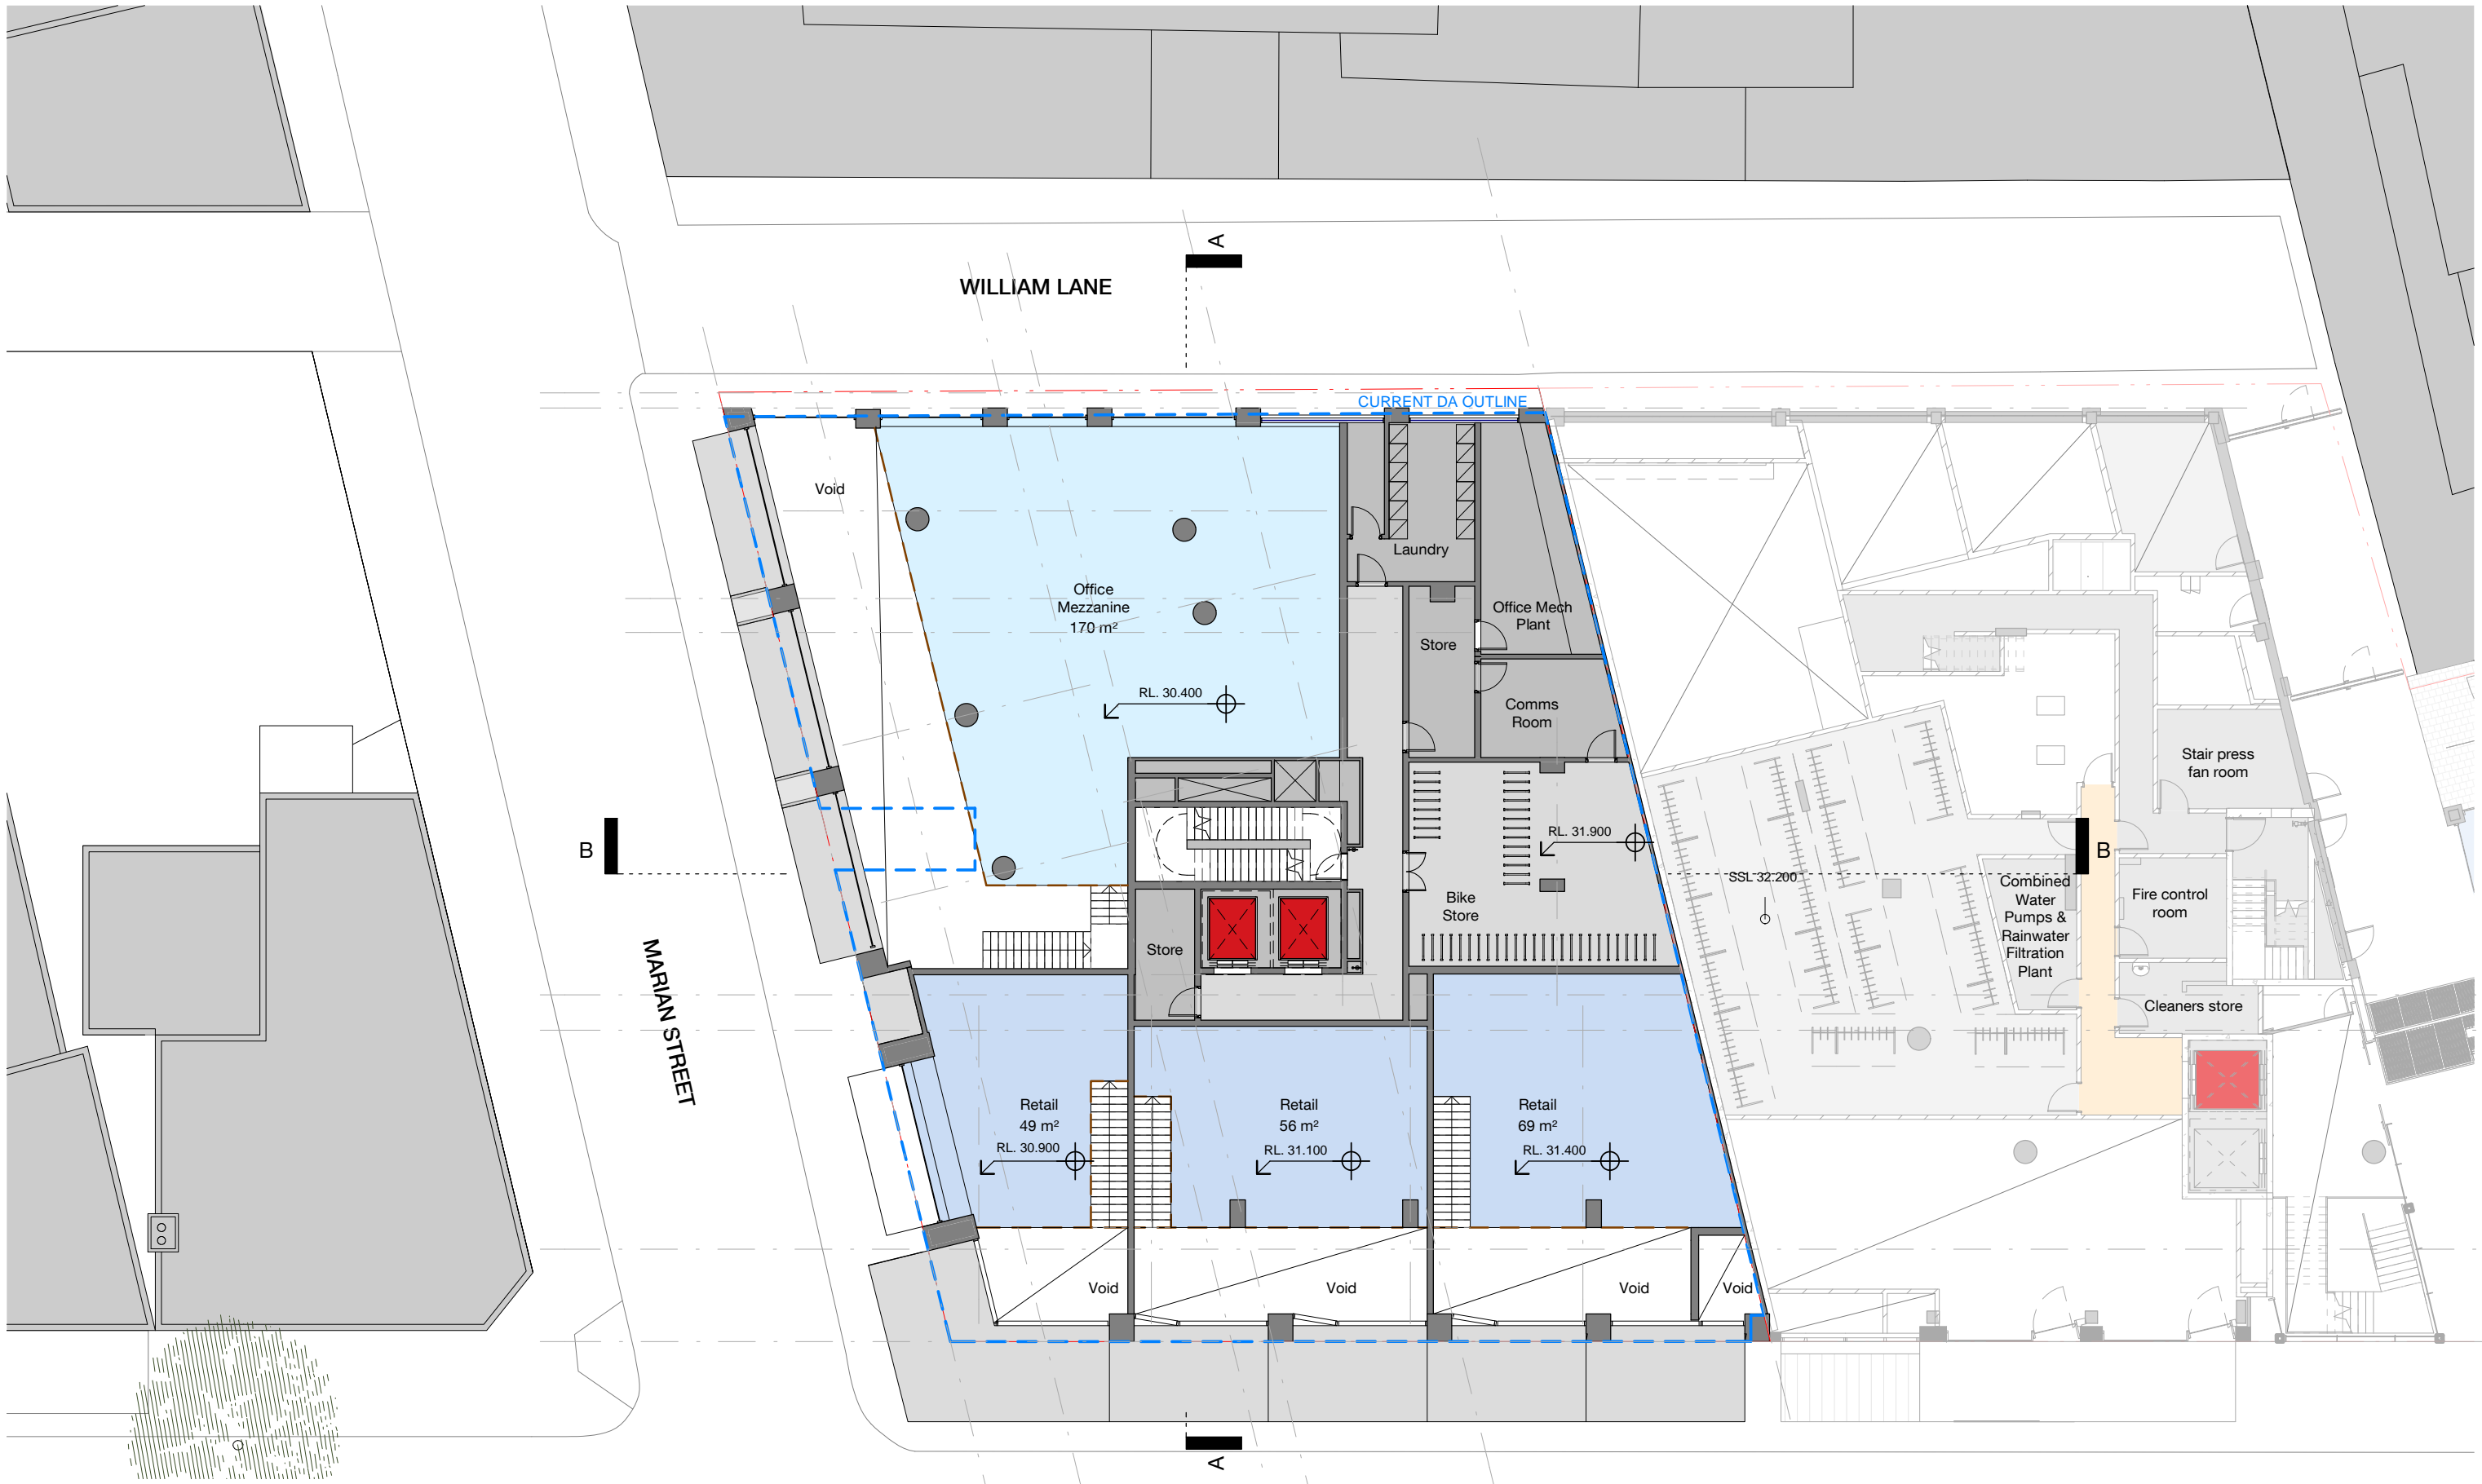 A
WILLIAM LANE
CURRENT DA OUTLINE
Void
Laundry
Office
Mezzanine
170 m²
Office Mech
Plant
Store
RL. 30.400
Comms
Room
Stair press
fan room
RL. 31.900
B
B
SSL 32.200
Combined
Water
Pumps &
Rainwater
Filtration
Plant
Fire control
room
Bike
Store
Store
Cleaners store
MARIAN STREET
Retail
49 m²
RL. 30.900
Retail
56 m²
RL. 31.100
Retail
69 m²
RL. 31.400
Void
Void
Void
Void
A